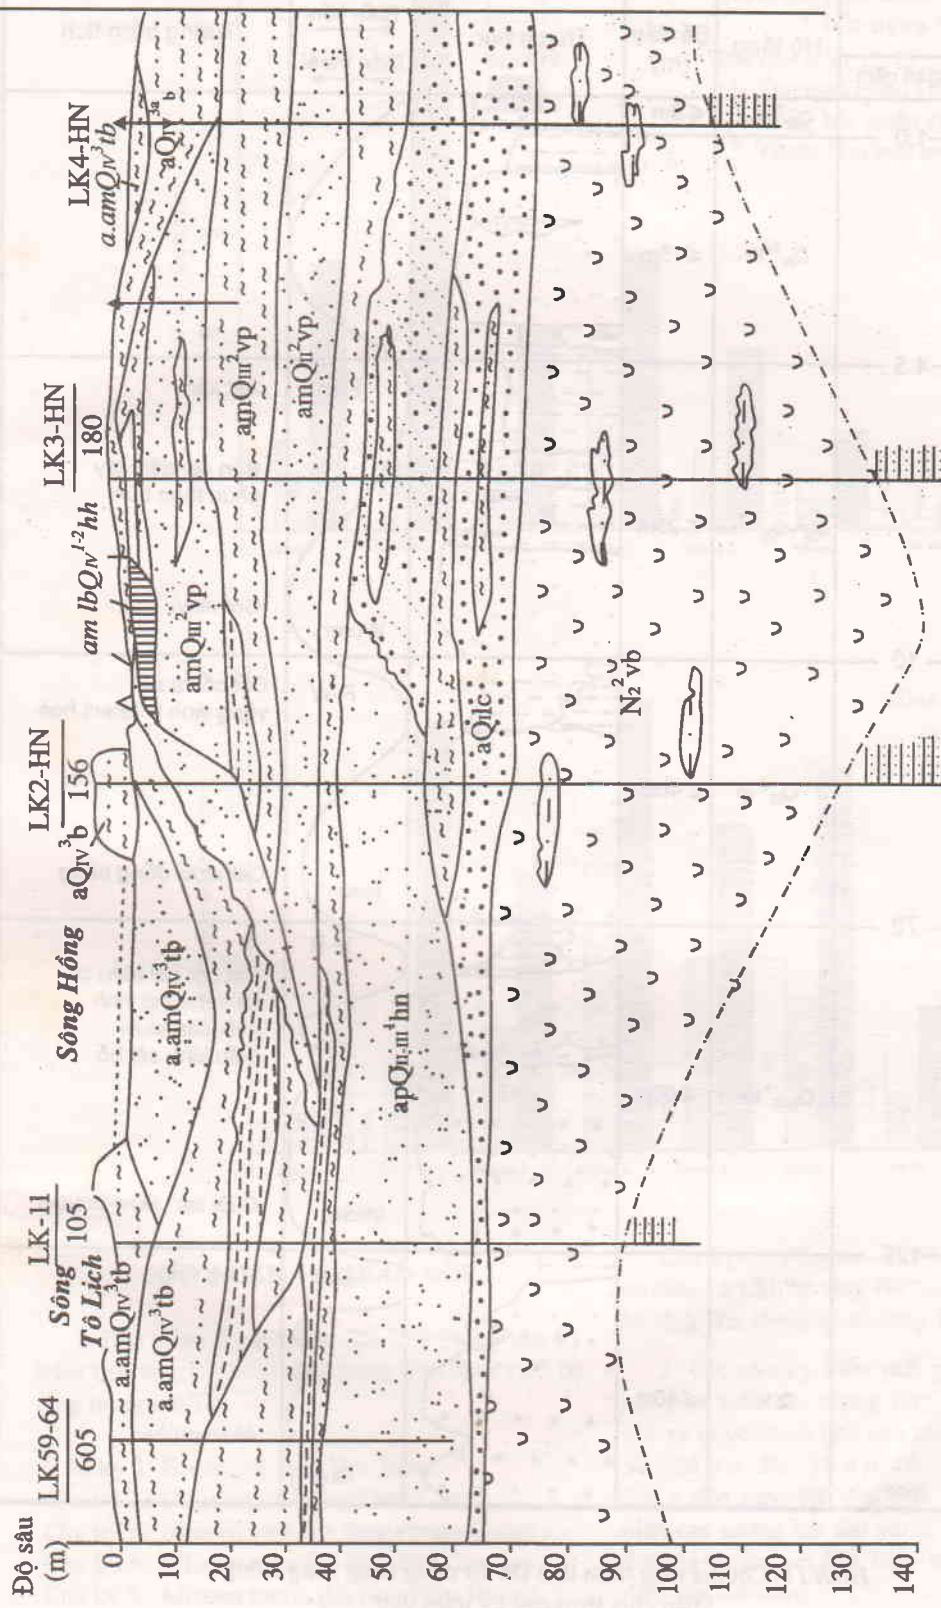 Độ sâu
(m)
0
10
20
30
40
50
60
70
80
90
100
110
120
130
140
LK59-64
605
Sông
Tô Lịch
LK-11
105
Sông Hồng
aQIV³b
LK2-HN
156
am lbQIV¹⁻²hh
LK3-HN
180
LK4-HN
a.amQIV³tb
a.amQIV³tb
a.amQIV³tb
a.amQIV³tb
amQIII²vp
amQIII²vp
amQII²vp
apQII-III¹hn
aQIlc
N₂²vb